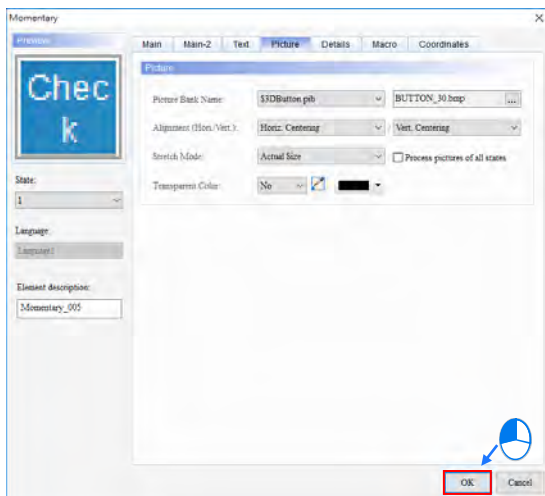 Momentary
Preview
Main Main-2 Text Picture Details Macro Coordinates
Chec
k
Picture
Picture Bank Name: S3DButton.pib BUTTON_30.bmp ...
Alignment (Hori./Vert.): Horiz. Centering Vert. Centering
Stretch Mode: Actual Size Process pictures of all states
Transparent Color: No
State:
1
Language:
Language1
Element description:
Momentary_005
OK Cancel